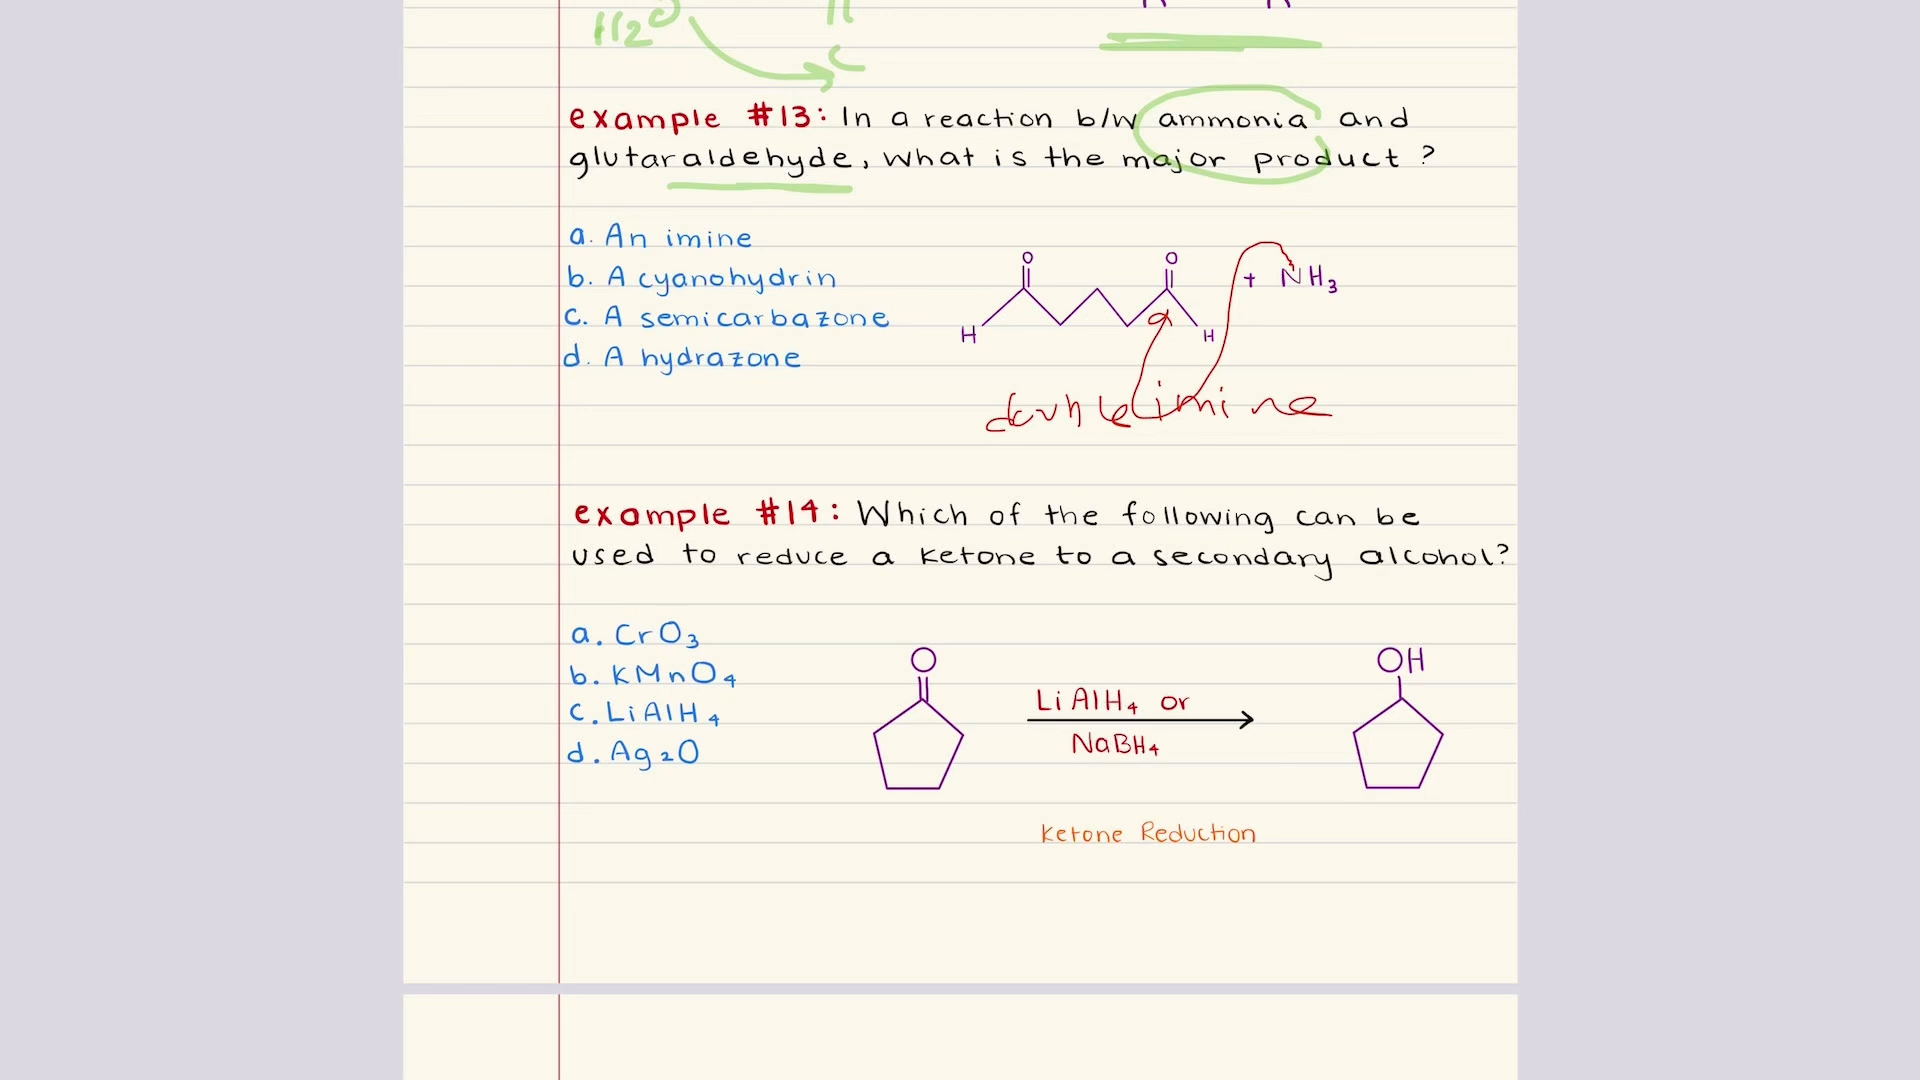 H2O
C
example #13: In a reaction b/w ammonia and
glutaraldehyde, what is the major product?
a. An imine
b. A cyanohydrin
c. A semicarbazone
d. A hydrazone
O O
+ NH3
H H
double imine
example #14: Which of the following can be
used to reduce a ketone to a secondary alcohol?
a. CrO3
b. KMnO4
c. LiAlH4
d. Ag2O
O
LiAlH4 or
NaBH4
OH
Ketone Reduction